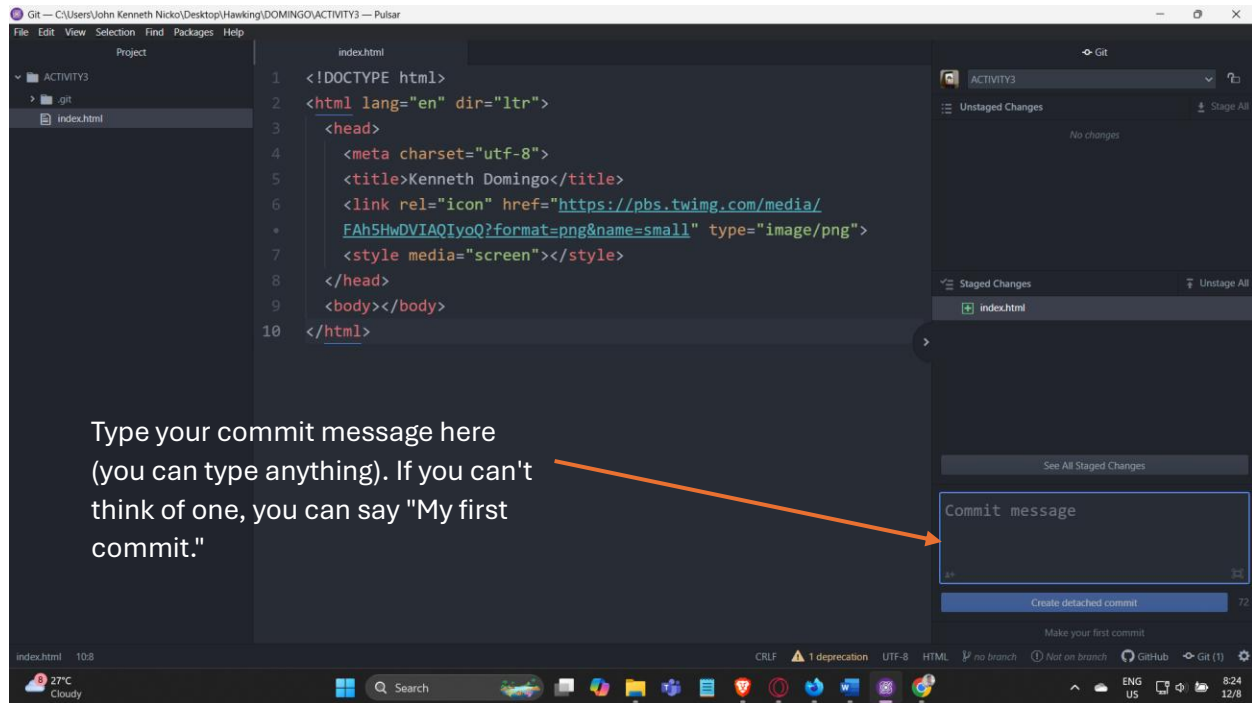 Git — C:\Users\John Kenneth Nicko\Desktop\Hawking\DOMINGO\ACTIVITY3 — Pulsar
File Edit View Selection Find Packages Help
Project
index.html
Git
ACTIVITY3
.git
index.html
1 <!DOCTYPE html>
2 <html lang="en" dir="ltr">
3 <head>
4 <meta charset="utf-8">
5 <title>Kenneth Domingo</title>
6 <link rel="icon" href="https://pbs.twimg.com/media/
• FAh5HwDVIAQIyoQ?format=png&name=small" type="image/png">
7 <style media="screen"></style>
8 </head>
9 <body></body>
10 </html>
ACTIVITY3
Unstaged Changes Stage All
No changes
Staged Changes Unstage All
index.html
See All Staged Changes
Type your commit message here
(you can type anything). If you can't
think of one, you can say "My first
commit."
Commit message
Create detached commit 72
Make your first commit
index.html 10:8 CRLF 1 deprecation UTF-8 HTML no branch Not on branch GitHub Git (1)
8
27°C
Cloudy
Search
ENG
US
8:24
12/8